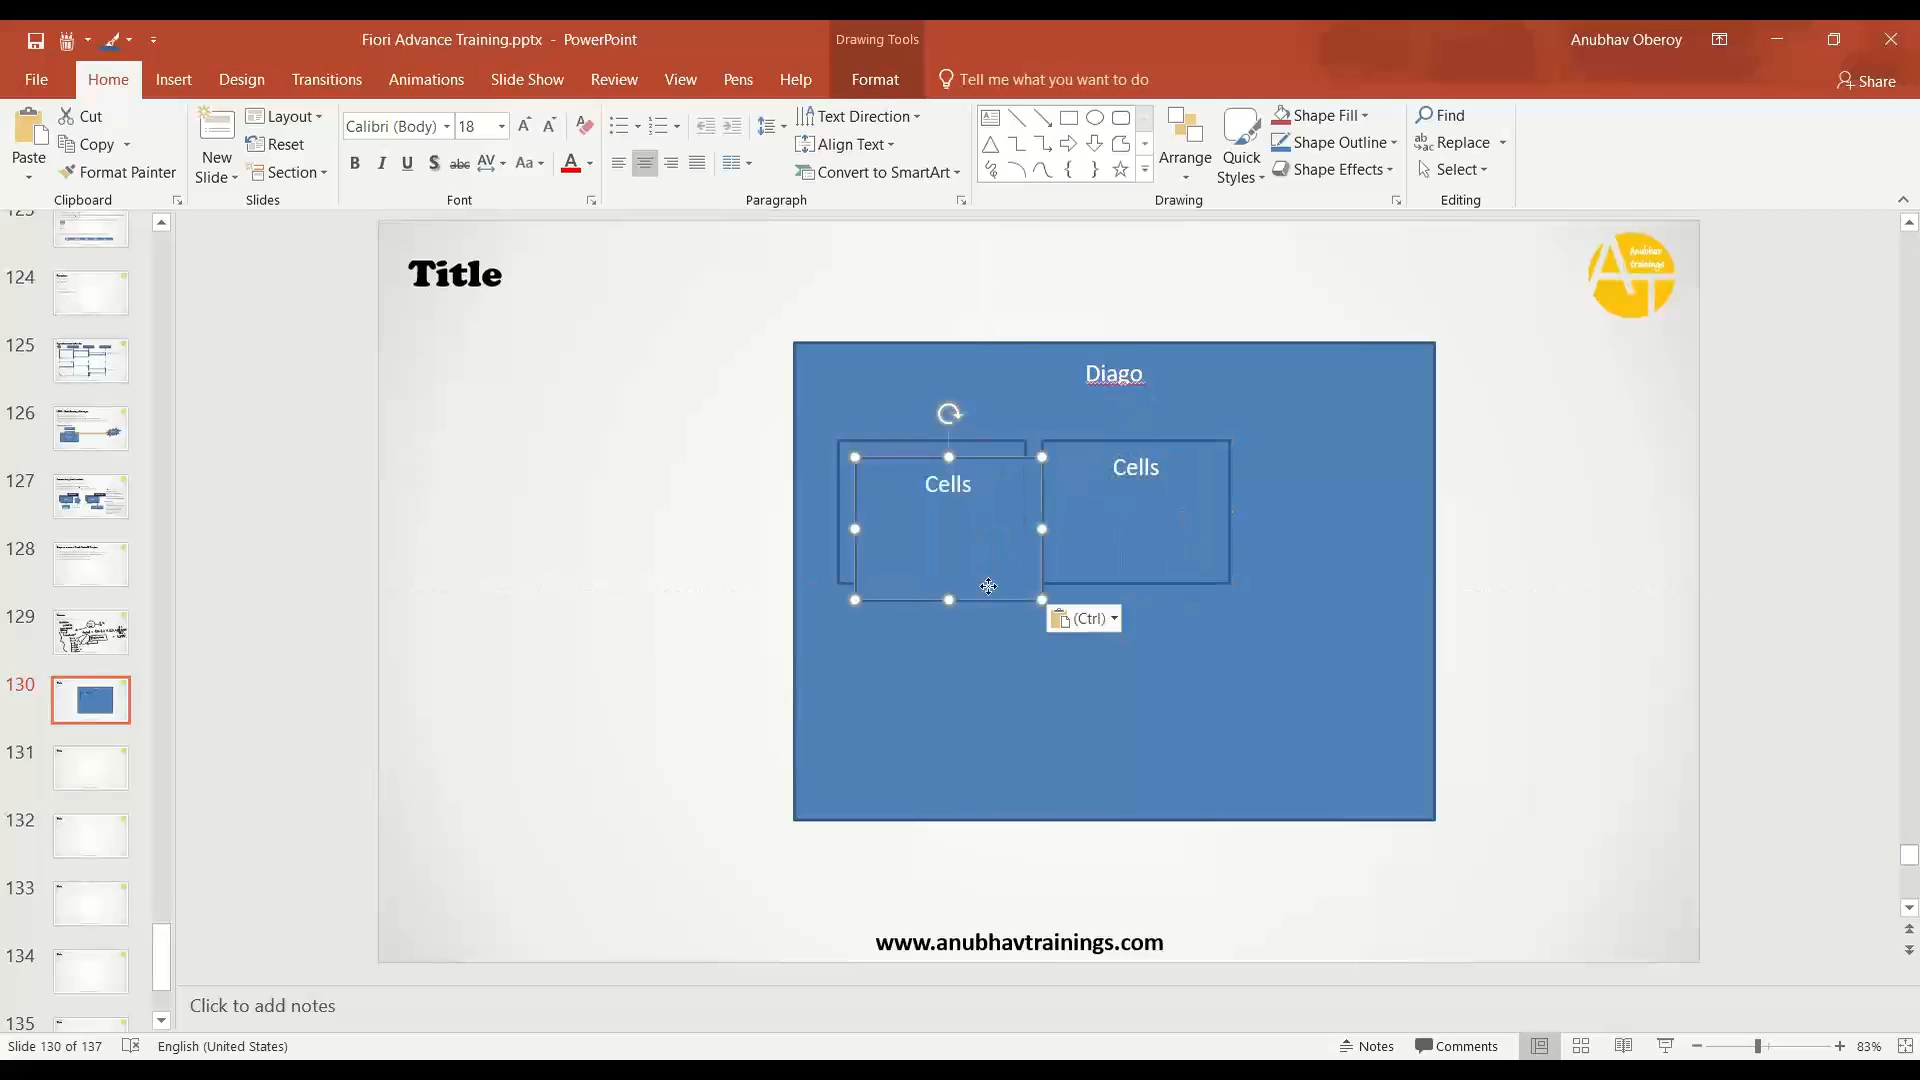 Fiori Advance Training.pptx - PowerPoint
Drawing Tools
Anubhav Oberoy
File
Home
Insert
Design
Transitions
Animations
Slide Show
Review
View
Pens
Help
Format
Tell me what you want to do
Share
Paste
Cut
Copy
Format Painter
Clipboard
New
Slide
Layout
Reset
Section
Slides
Calibri (Body)
18
Font
Text Direction
Align Text
Convert to SmartArt
Paragraph
Arrange
Quick
Styles
Shape Fill
Shape Outline
Shape Effects
Drawing
Find
Replace
Select
Editing
124
125
126
127
128
129
130
131
132
133
134
135
Title
Anubhav
trainings
Diago
Cells
Cells
(Ctrl)
www.anubhavtrainings.com
Click to add notes
Slide 130 of 137
English (United States)
Notes
Comments
83%